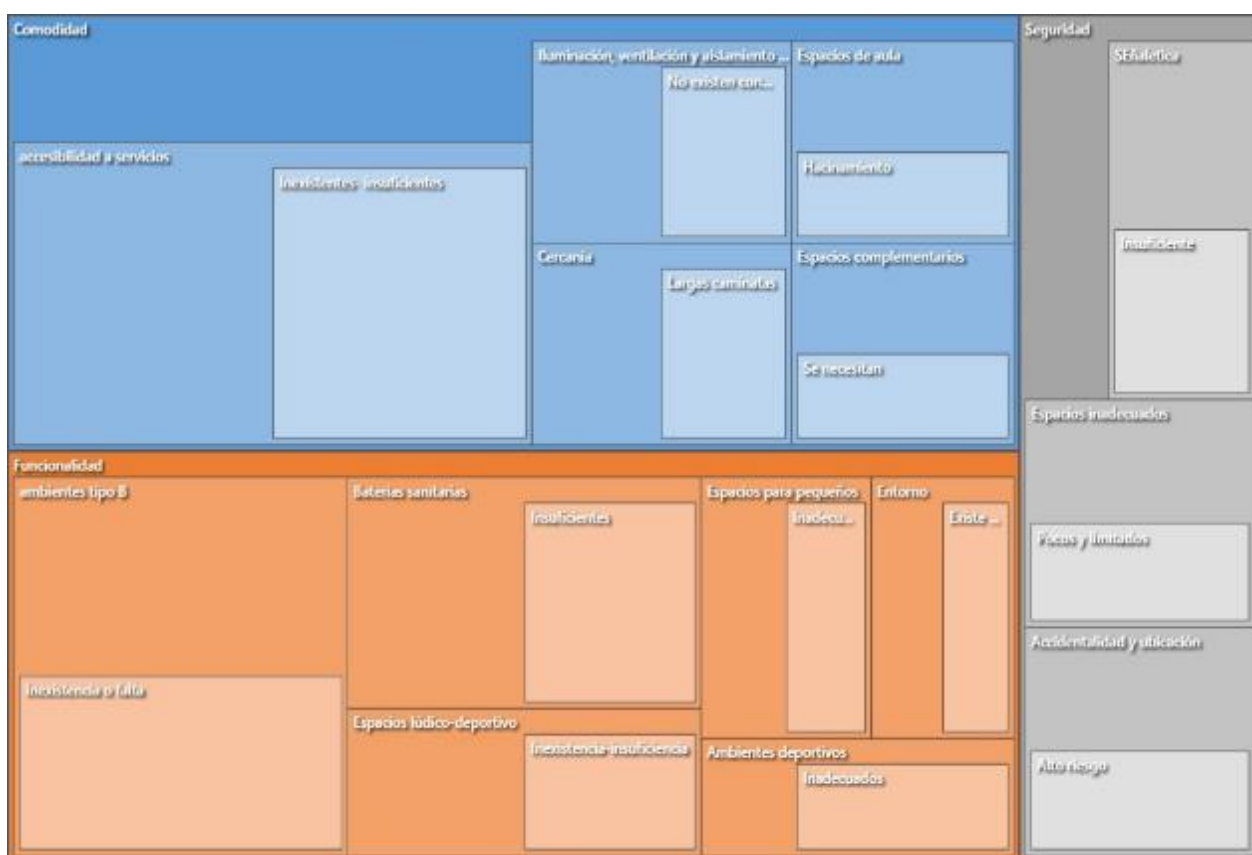 Comodidad
accesibilidad a servicios
Inexistentes- insuficientes
Iluminación, ventilación y aislamiento ...
No existen con...
Espacios de aula
Hacinamiento
Cercanía
Largas caminatas
Espacios complementarios
Se necesitan
Funcionalidad
ambientes tipo B
Inexistencia o falta
Baterias sanitarias
Insuficientes
Espacios lúdico-deportivo
Inexistencia-insuficiencia
Espacios para pequeños
Inadecu...
Entorno
Existe ...
Ambientes deportivos
Inadecuados
Seguridad
SEñaletica
Insuficiente
Espacios inadecuados
Pocos y limitados
Accidentalidad y ubicación
Alto riesgo